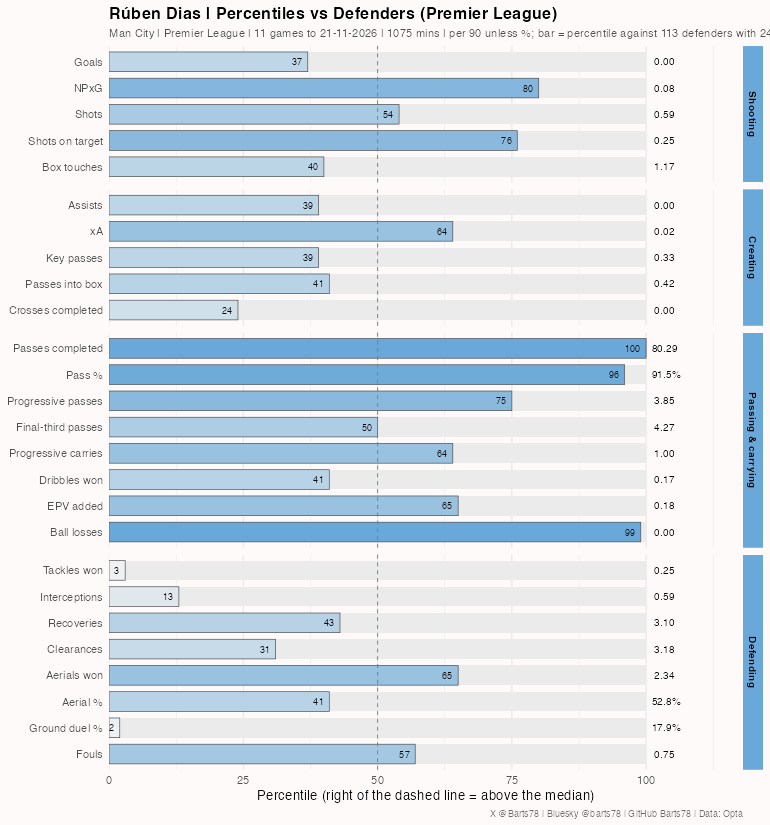 Rúben Dias | Percentiles vs Defenders (Premier League)
Man City | Premier League | 11 games to 21-11-2026 | 1075 mins | per 90 unless %; bar = percentile against 113 defenders with 24
Goals 37 0.00
NPxG 80 0.08
Shots 54 0.59
Shots on target 76 0.25
Box touches 40 1.17
Shooting
Assists 39 0.00
xA 64 0.02
Key passes 39 0.33
Passes into box 41 0.42
Crosses completed 24 0.00
Creating
Passes completed 100 80.29
Pass % 96 91.5%
Progressive passes 75 3.85
Final-third passes 50 4.27
Progressive carries 64 1.00
Dribbles won 41 0.17
EPV added 65 0.18
Ball losses 99 0.00
Passing & carrying
Tackles won 3 0.25
Interceptions 13 0.59
Recoveries 43 3.10
Clearances 31 3.18
Aerials won 65 2.34
Aerial % 41 52.8%
Ground duel % 2 17.9%
Fouls 57 0.75
Defending
0 25 50 75 100
Percentile (right of the dashed line = above the median)
X @Barts78 | Bluesky @barts78 | GitHub Barts78 | Data: Opta